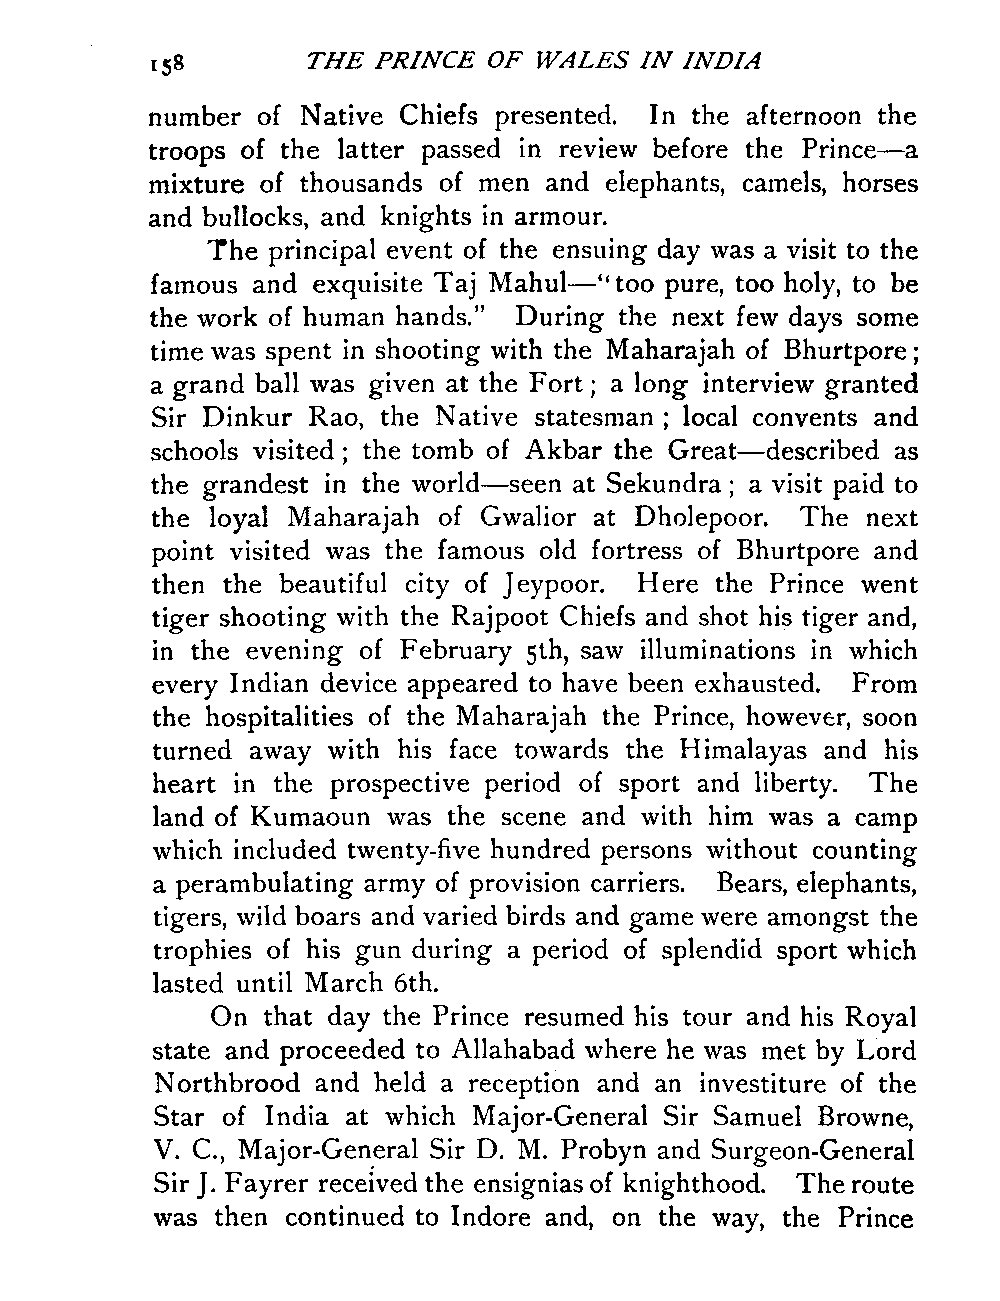 158 THE PRINCE OF WALES IN INDIA
number of Native Chiefs presented. In the afternoon the
troops of the latter passed in review before the Prince—a
mixture of thousands of men and elephants, camels, horses
and bullocks, and knights in armour.
The principal event of the ensuing day was a visit to the
famous and exquisite Taj Mahul—“too pure, too holy, to be
the work of human hands.” During the next few days some
time was spent in shooting with the Maharajah of Bhurtpore;
a grand ball was given at the Fort; a long interview granted
Sir Dinkur Rao, the Native statesman; local convents and
schools visited; the tomb of Akbar the Great—described as
the grandest in the world—seen at Sekundra; a visit paid to
the loyal Maharajah of Gwalior at Dholepoor. The next
point visited was the famous old fortress of Bhurtpore and
then the beautiful city of Jeypoor. Here the Prince went
tiger shooting with the Rajpoot Chiefs and shot his tiger and,
in the evening of February 5th, saw illuminations in which
every Indian device appeared to have been exhausted. From
the hospitalities of the Maharajah the Prince, however, soon
turned away with his face towards the Himalayas and his
heart in the prospective period of sport and liberty. The
land of Kumaoun was the scene and with him was a camp
which included twenty-five hundred persons without counting
a perambulating army of provision carriers. Bears, elephants,
tigers, wild boars and varied birds and game were amongst the
trophies of his gun during a period of splendid sport which
lasted until March 6th.
On that day the Prince resumed his tour and his Royal
state and proceeded to Allahabad where he was met by Lord
Northbrood and held a reception and an investiture of the
Star of India at which Major-General Sir Samuel Browne,
V. C., Major-General Sir D. M. Probyn and Surgeon-General
Sir J. Fayrer received the ensignias of knighthood. The route
was then continued to Indore and, on the way, the Prince